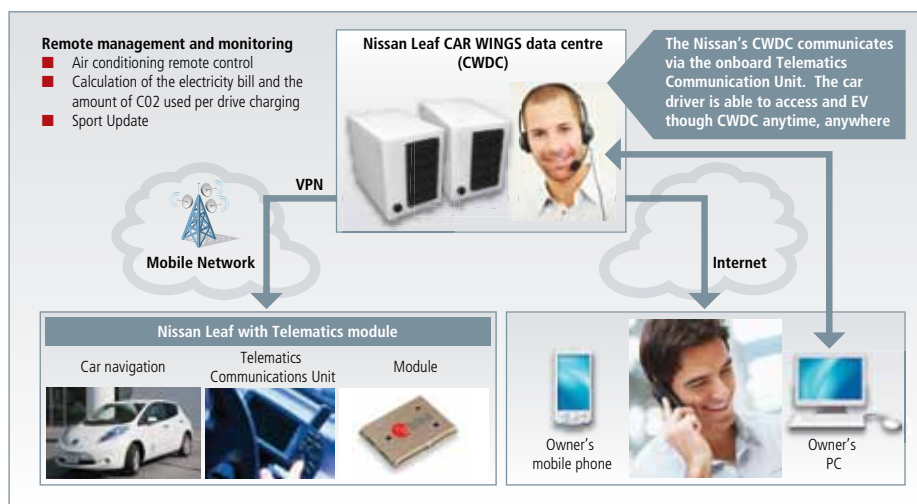 Remote management and monitoring
Air conditioning remote control
Calculation of the electricity bill and the
amount of C02 used per drive charging
Sport Update
Nissan Leaf CAR WINGS data centre
(CWDC)
The Nissan's CWDC communicates
via the onboard Telematics
Communication Unit. The car
driver is able to access and EV
though CWDC anytime, anywhere
VPN
Mobile Network
Internet
Nissan Leaf with Telematics module
Car navigation
Telematics
Communications Unit
Module
Owner's
mobile phone
Owner's
PC